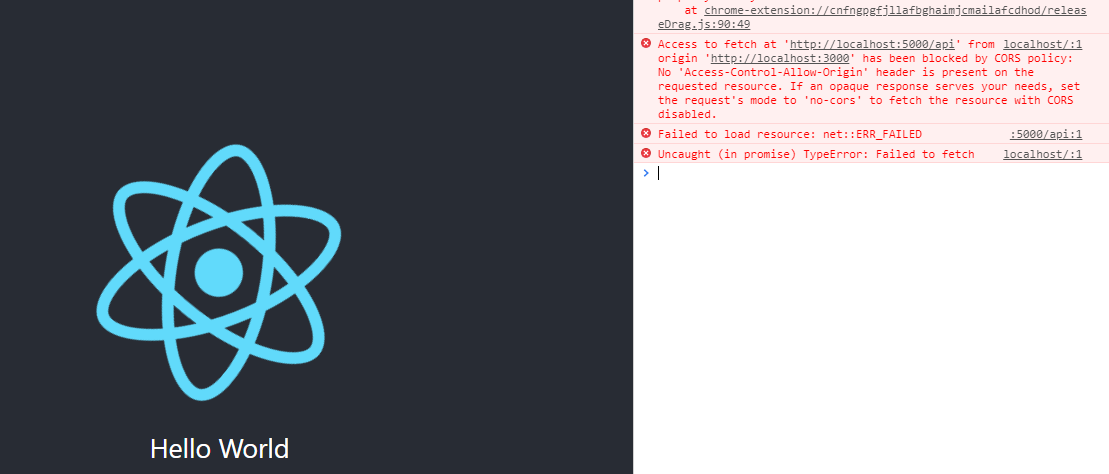 at chrome-extension://cnfngpgfjllafbghaimjcmailafcdhod/releas
eDrag.js:90:49
Access to fetch at 'http://localhost:5000/api' from localhost/:1
origin 'http://localhost:3000' has been blocked by CORS policy:
No 'Access-Control-Allow-Origin' header is present on the
requested resource. If an opaque response serves your needs, set
the request's mode to 'no-cors' to fetch the resource with CORS
disabled.
Failed to load resource: net::ERR_FAILED :5000/api:1
Uncaught (in promise) TypeError: Failed to fetch localhost/:1
Hello World